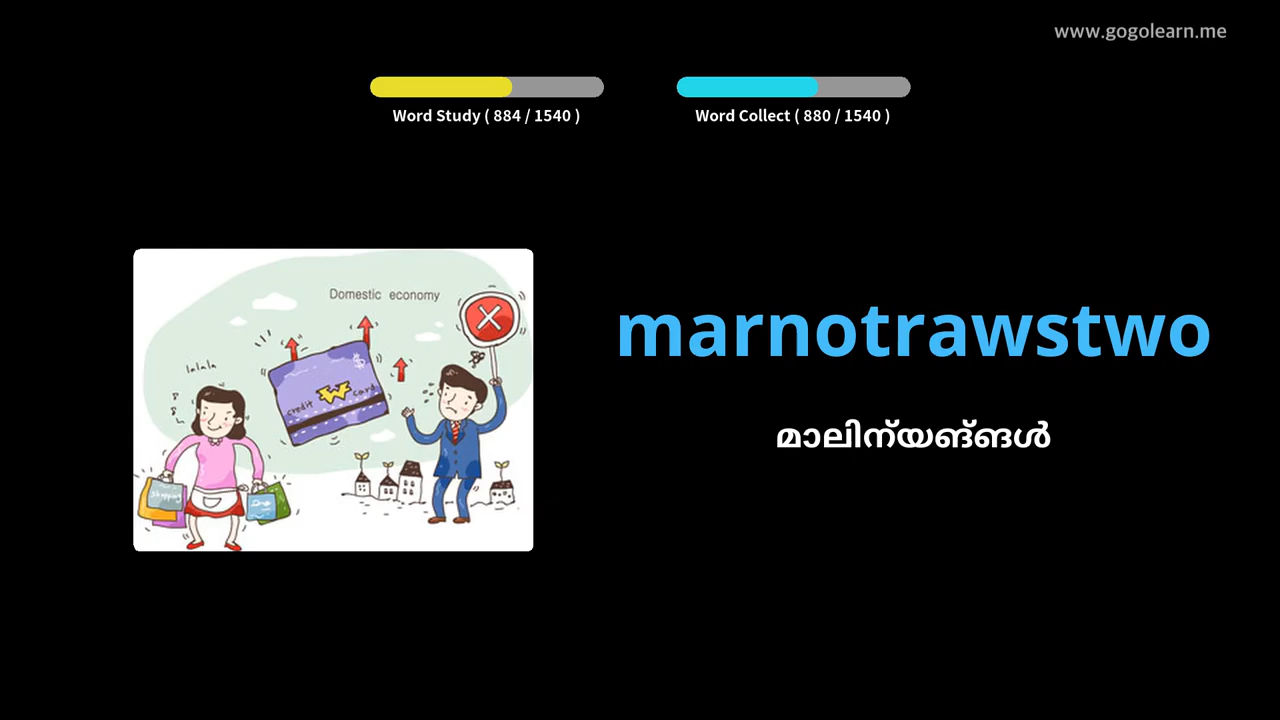 www.gogolearn.me
Word Study ( 884 / 1540 )
Word Collect ( 880 / 1540 )
Domestic economy
lalala
$
W
credit card
Shopping
marnotrawstwo
മാലിന്യങ്ങൾ